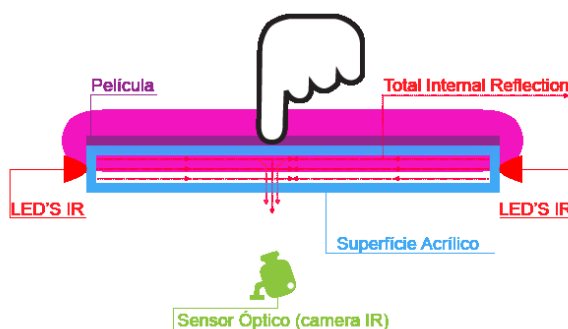 Película
Total Internal Reflection
LED'S IR
LED'S IR
Superfície Acrílico
Sensor Óptico (camera IR)